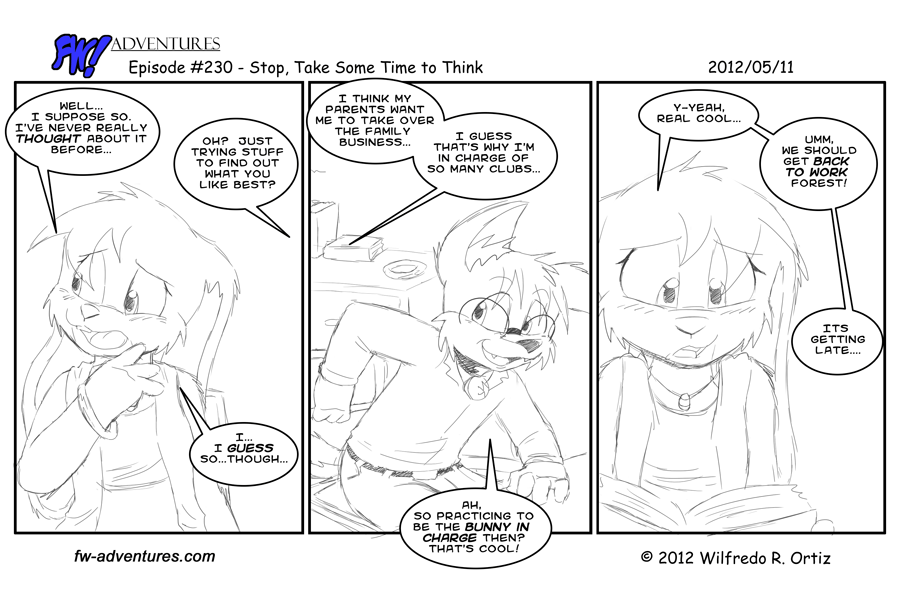 FW! ADVENTURES
Episode #230 - Stop, Take Some Time to Think
2012/05/11
WELL...
I SUPPOSE SO.
I'VE NEVER REALLY
THOUGHT ABOUT IT
BEFORE...
OH? JUST
TRYING STUFF
TO FIND OUT
WHAT YOU
LIKE BEST?
I...
I GUESS
SO...THOUGH...
I THINK MY
PARENTS WANT
ME TO TAKE OVER
THE FAMILY
BUSINESS...
I GUESS
THAT'S WHY I'M
IN CHARGE OF
SO MANY CLUBS...
AH,
SO PRACTICING TO
BE THE BUNNY IN
CHARGE THEN?
THAT'S COOL!
Y-YEAH,
REAL COOL...
UMM,
WE SHOULD
GET BACK
TO WORK
FOREST!
ITS
GETTING
LATE....
fw-adventures.com
© 2012 Wilfredo R. Ortiz